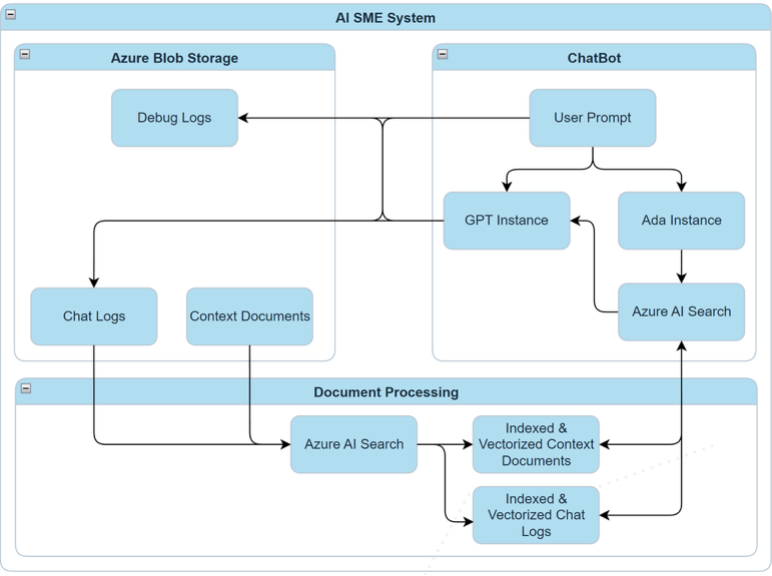 AI SME System
Azure Blob Storage
ChatBot
Debug Logs
User Prompt
GPT Instance
Ada Instance
Chat Logs
Context Documents
Azure AI Search
Document Processing
Azure AI Search
Indexed &
Vectorized Context
Documents
Indexed &
Vectorized Chat
Logs